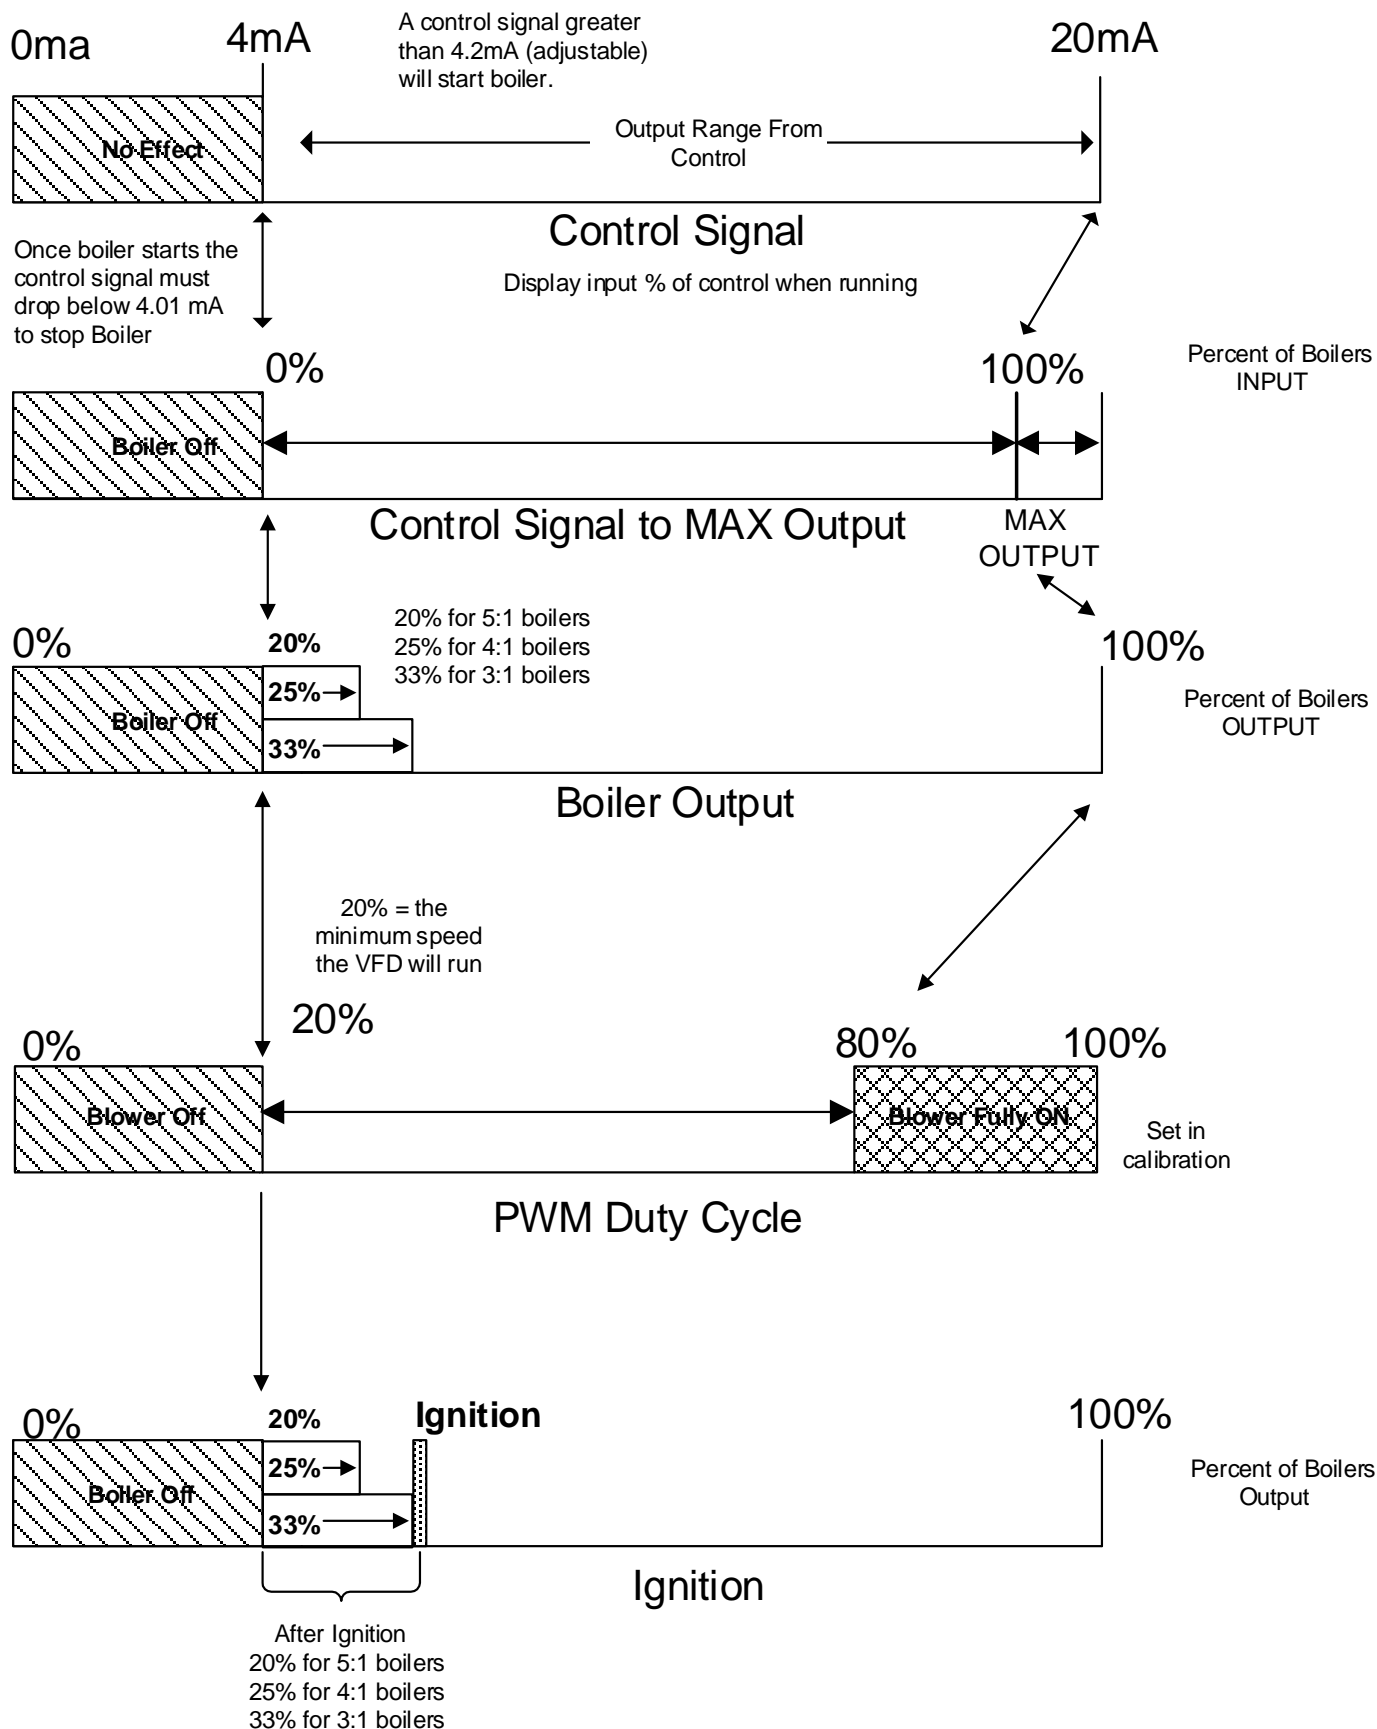 0ma
4mA
A control signal greater
than 4.2mA (adjustable)
will start boiler.
20mA
No Effect
Output Range From
Control
Control Signal
Once boiler starts the
control signal must
drop below 4.01 mA
to stop Boiler
Display input % of control when running
0%
100%
Percent of Boilers
INPUT
Boiler Off
Control Signal to MAX Output
MAX
OUTPUT
0%
20%
20% for 5:1 boilers
25% for 4:1 boilers
33% for 3:1 boilers
100%
25%
Boiler Off
33%
Percent of Boilers
OUTPUT
Boiler Output
20% = the
minimum speed
the VFD will run
0%
20%
80%
100%
Blower Off
Blower Fully ON
Set in
calibration
PWM Duty Cycle
0%
20%
Ignition
100%
25%
Boiler Off
33%
Percent of Boilers
Output
Ignition
After Ignition
20% for 5:1 boilers
25% for 4:1 boilers
33% for 3:1 boilers